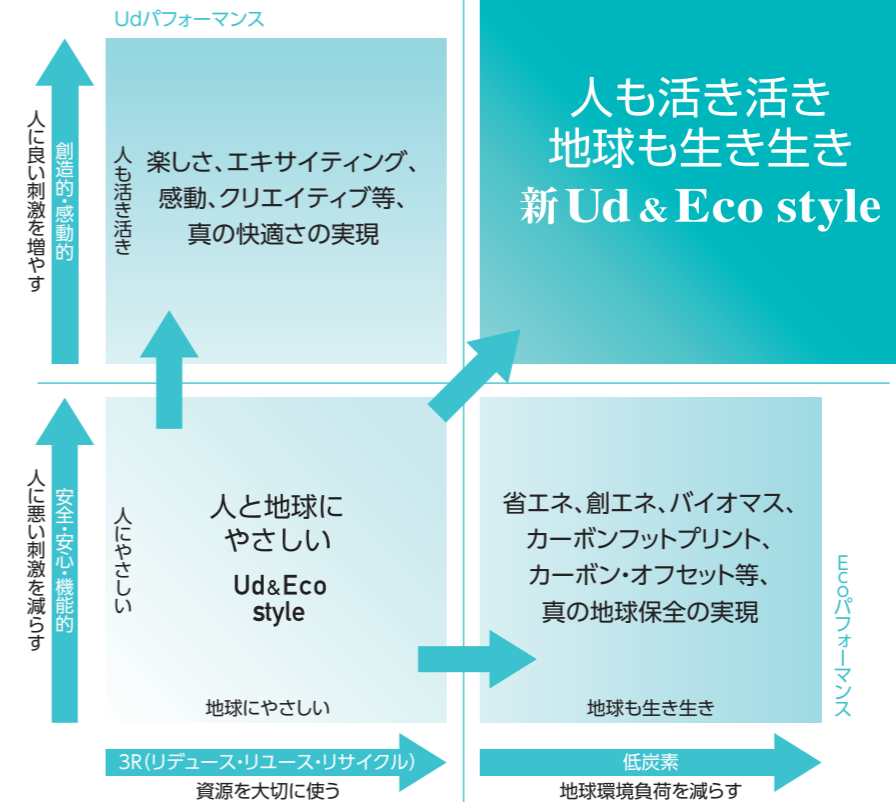 Udパフォーマンス
人に良い刺激を増やす
創造的・感動的
人も活き活き
楽しさ、エキサイティング、
感動、クリエイティブ等、
真の快適さの実現
人も活き活き
地球も生き生き
新 Ud & Eco style
人に悪い刺激を減らす
安全・安心・機能的
人にやさしい
人と地球に
やさしい
Ud&Eco
style
地球にやさしい
省エネ、創エネ、バイオマス、
カーボンフットプリント、
カーボン・オフセット等、
真の地球保全の実現
地球も生き生き
Ecoパフォーマンス
3R(リデュース・リユース・リサイクル)
資源を大切に使う
低炭素
地球環境負荷を減らす